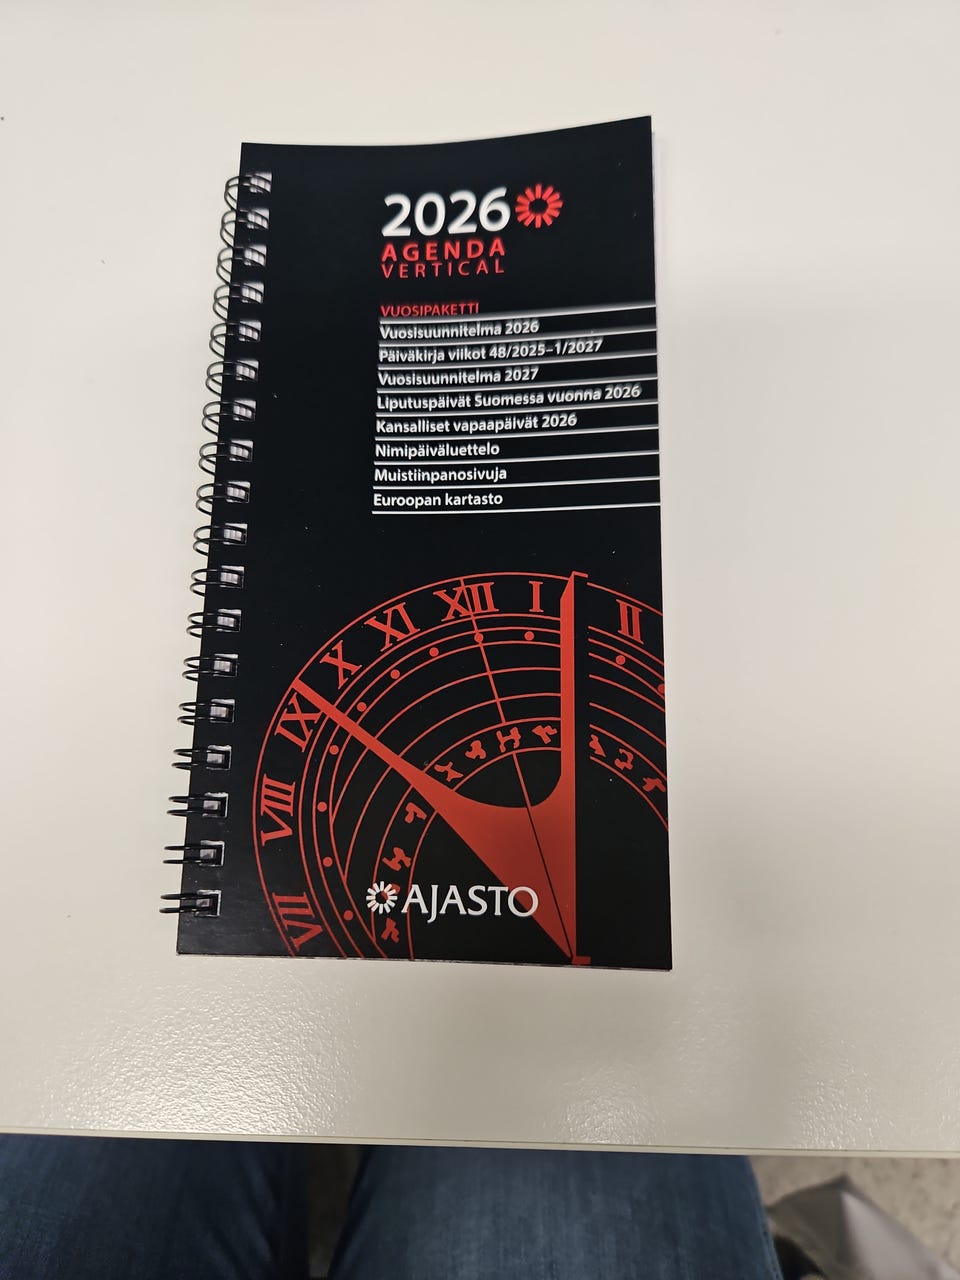 2026
AGENDA
VERTICAL
VUOSIPAKETTI
Vuosisuunnitelma 2026
Päiväkirja viikot 48/2025–1/2027
Vuosisuunnitelma 2027
Liputuspäivät Suomessa vuonna 2026
Kansalliset vapaapäivät 2026
Nimipäiväluettelo
Muistiinpanosivuja
Euroopan kartasto
VII
VIII
IX
X
XI
XII
I
II
AJASTO